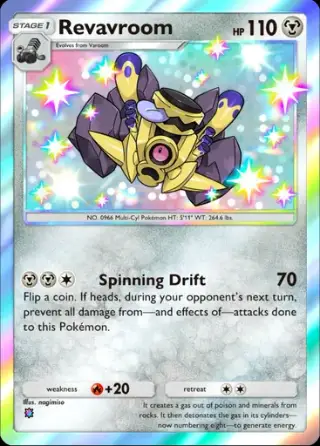 STAGE 1
Revavroom
HP 110
Evolves from Varoom
NO. 0966 Multi-Cyl Pokémon HT: 5'11" WT: 264.6 lbs.
Spinning Drift 70
Flip a coin. If heads, during your opponent's next turn,
prevent all damage from—and effects of—attacks done
to this Pokémon.
weakness +20 retreat
Illus. nagimiso
It creates a gas out of poison and minerals from
rocks. It then detonates the gas in its cylinders—
now numbering eight—to generate energy.